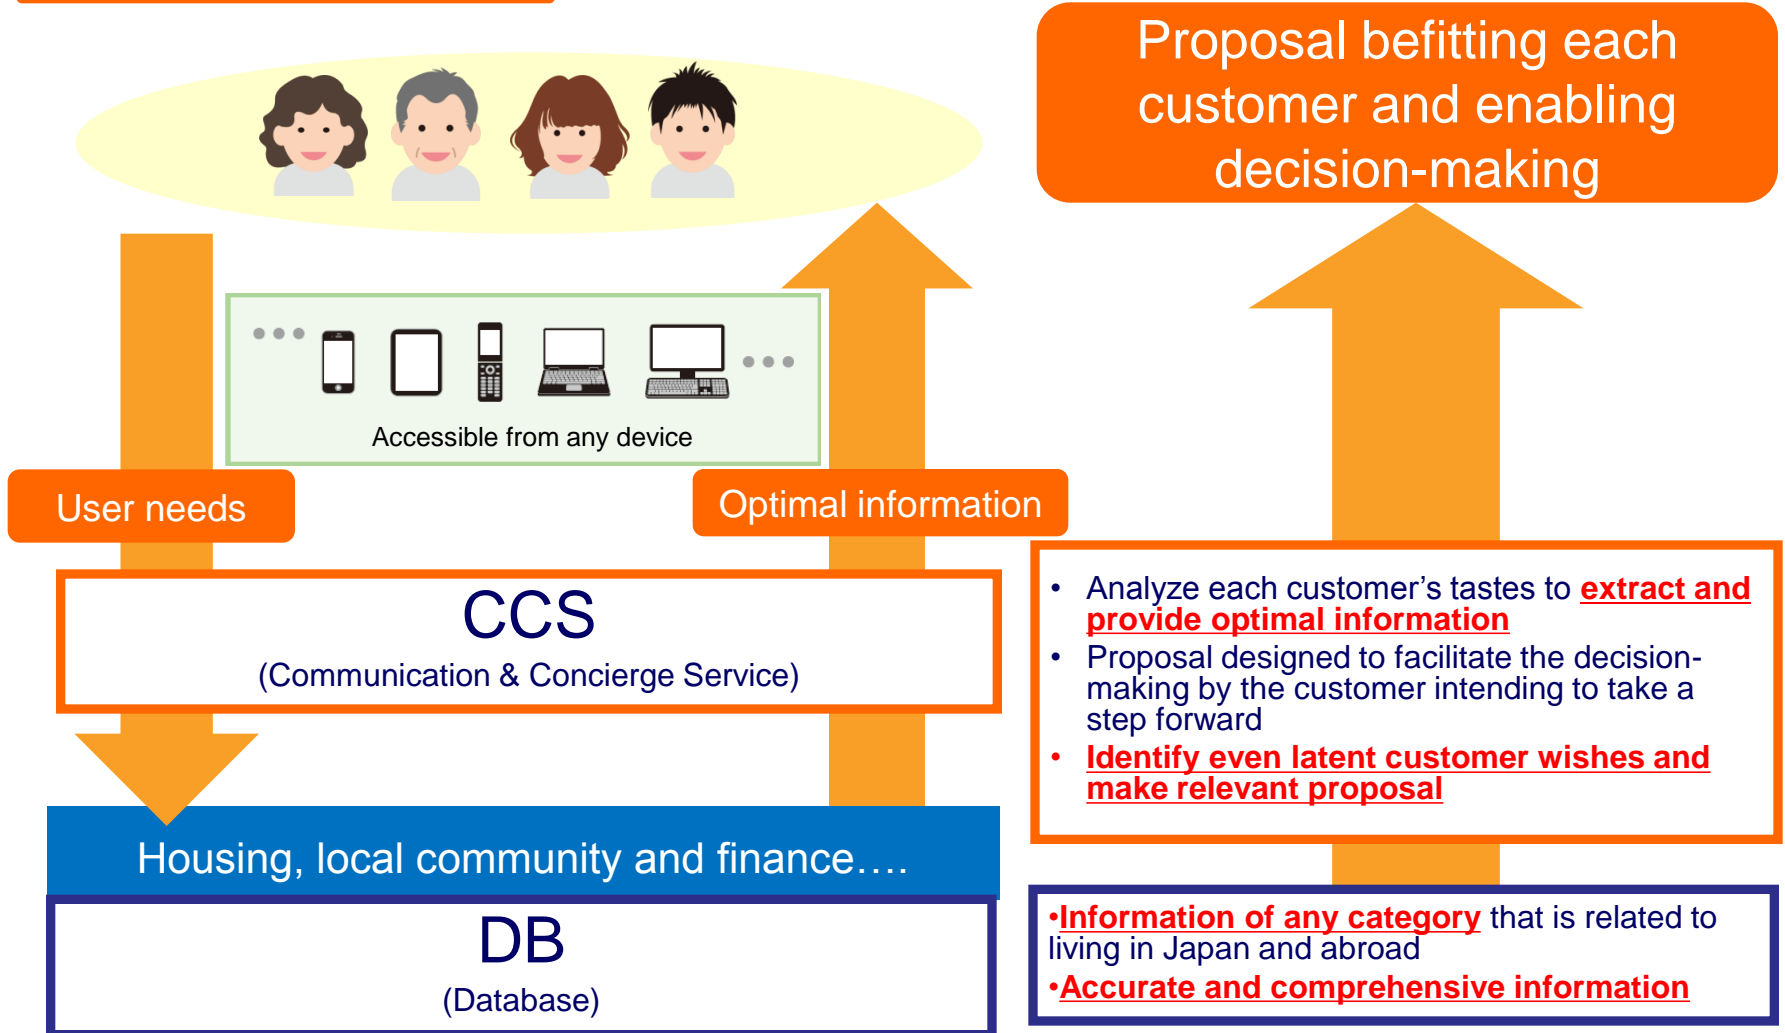 Proposal befitting each
customer and enabling
decision-making
Accessible from any device
User needs
Optimal information
CCS
(Communication & Concierge Service)
Housing, local community and finance….
DB
(Database)
• Analyze each customer’s tastes to extract and
provide optimal information
• Proposal designed to facilitate the decision-
making by the customer intending to take a
step forward
• Identify even latent customer wishes and
make relevant proposal
•Information of any category that is related to
living in Japan and abroad
•Accurate and comprehensive information